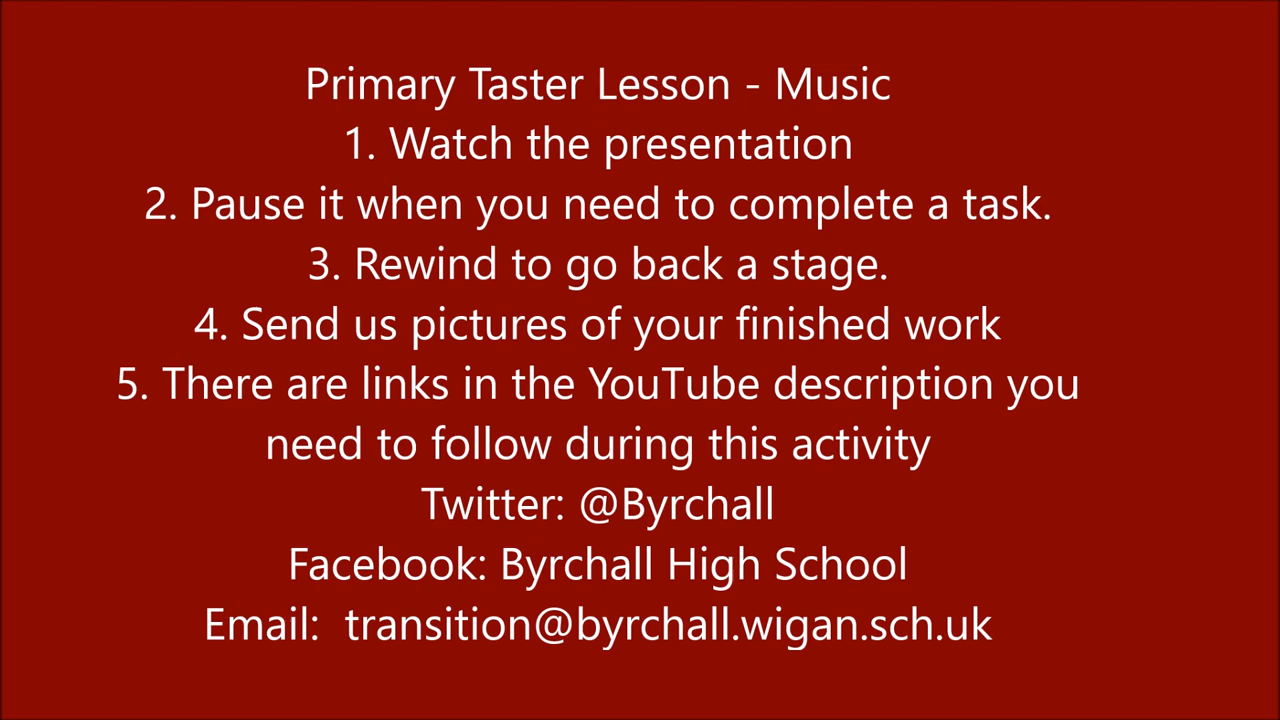 Primary Taster Lesson - Music
1. Watch the presentation
2. Pause it when you need to complete a task.
3. Rewind to go back a stage.
4. Send us pictures of your finished work
5. There are links in the YouTube description you
need to follow during this activity
Twitter: @Byrchall
Facebook: Byrchall High School
Email:  transition@byrchall.wigan.sch.uk